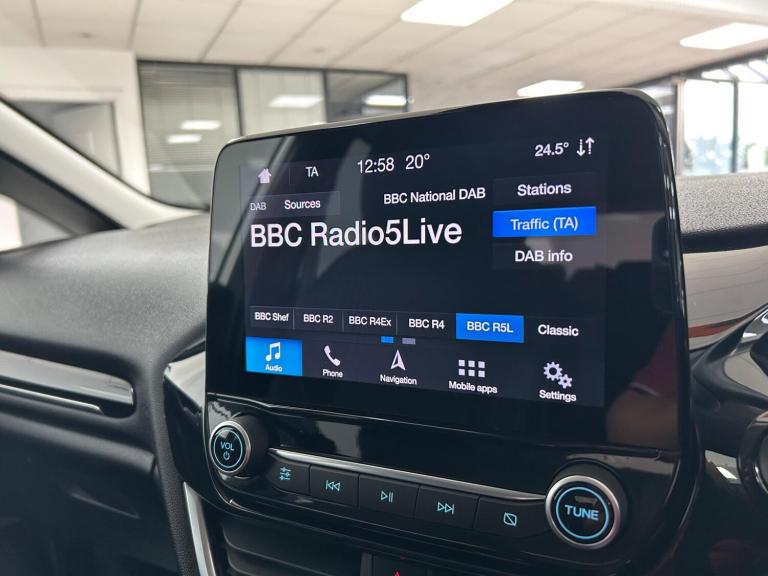 TA 12:58 20° 24.5°
DAB Sources BBC National DAB Stations
BBC Radio5Live
Traffic (TA)
DAB info
BBC Shef BBC R2 BBC R4Ex BBC R4 BBC R5L Classic
Audio Phone Navigation Mobile apps Settings
VOL
TUNE